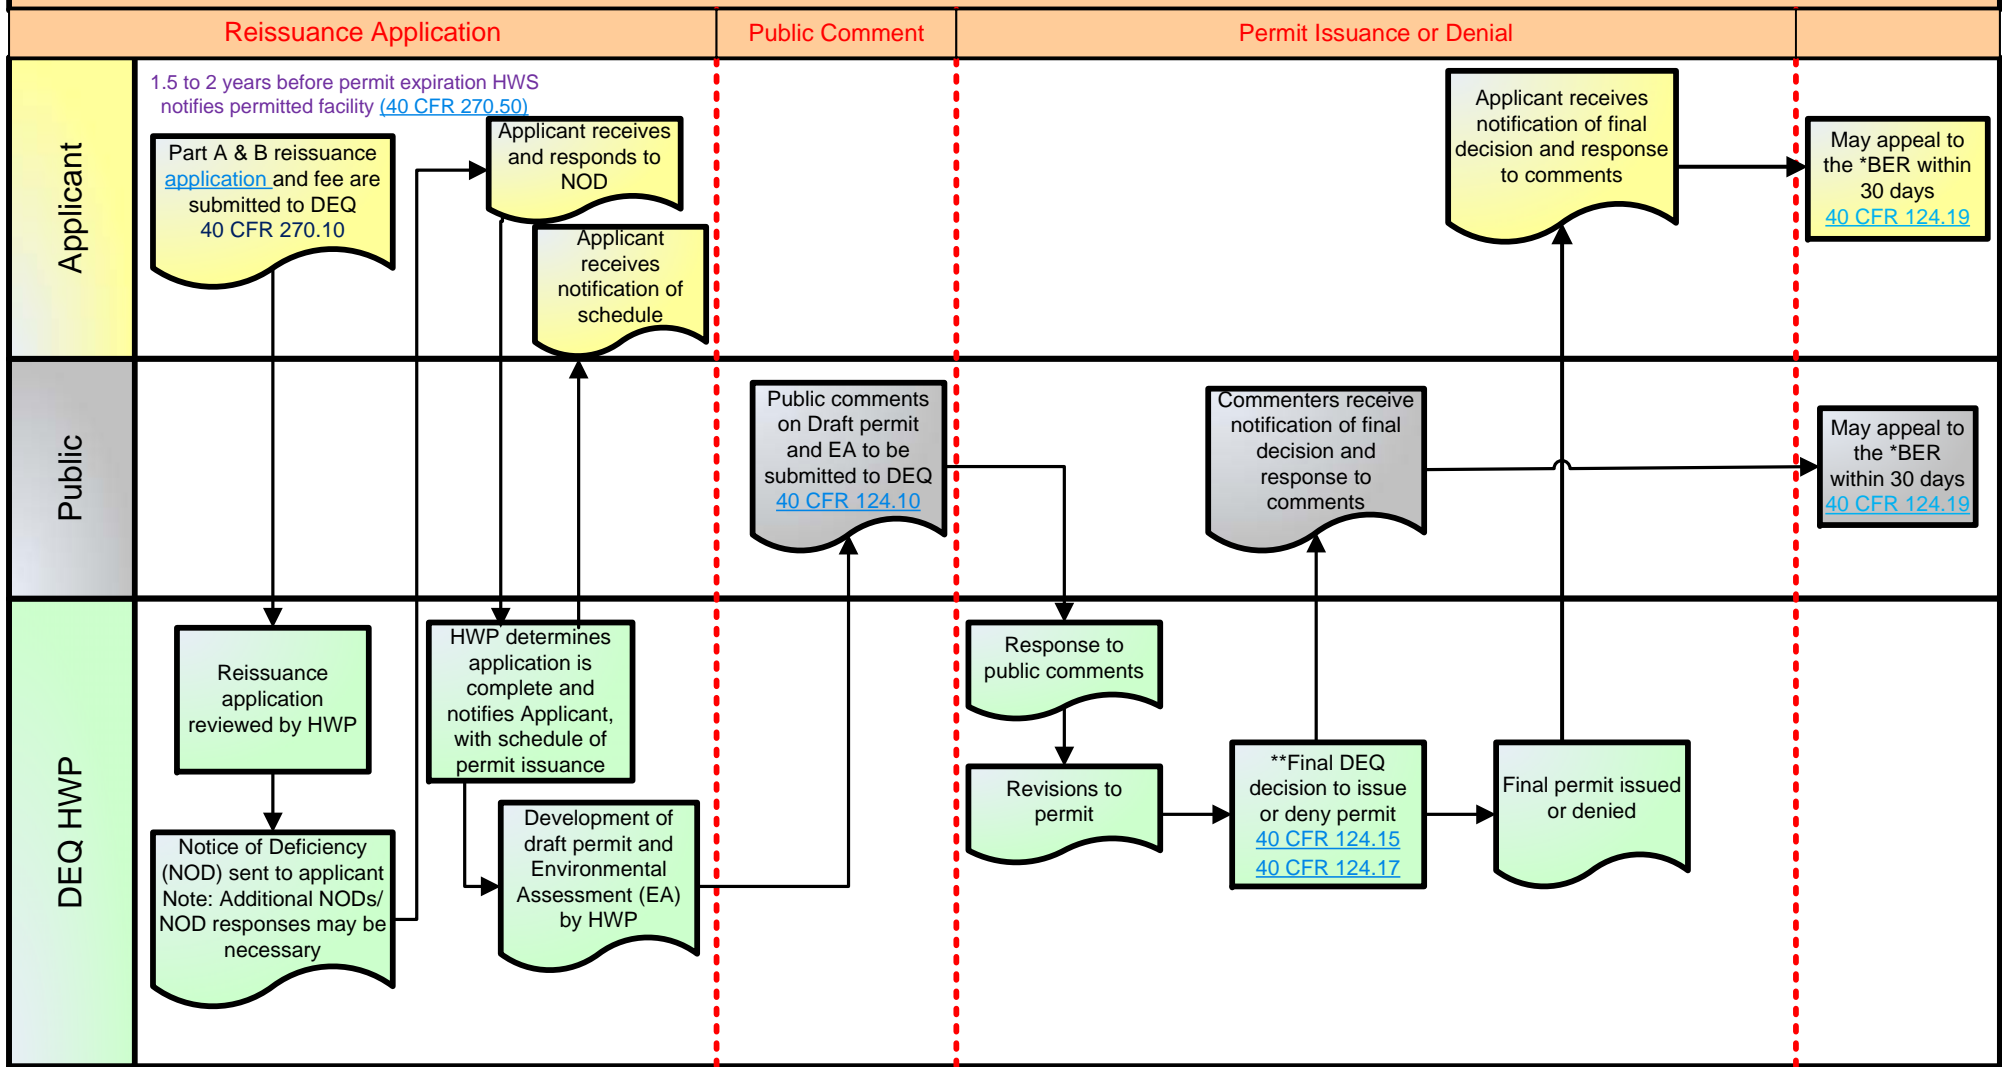 Reissuance Application
Public Comment
Permit Issuance or Denial
Applicant
1.5 to 2 years before permit expiration HWS
notifies permitted facility (40 CFR 270.50)
Part A & B reissuance
application and fee are
submitted to DEQ
40 CFR 270.10
Applicant receives
and responds to
NOD
Applicant
receives
notification of
schedule
Applicant receives
notification of final
decision and response
to comments
May appeal to
the *BER within
30 days
40 CFR 124.19
Public
Public comments
on Draft permit
and EA to be
submitted to DEQ
40 CFR 124.10
Commenters receive
notification of final
decision and
response to
comments
May appeal to
the *BER
within 30 days
40 CFR 124.19
DEQ HWP
Reissuance
application
reviewed by HWP
Notice of Deficiency
(NOD) sent to applicant
Note: Additional NODs/
NOD responses may be
necessary
HWP determines
application is
complete and
notifies Applicant,
with schedule of
permit issuance
Development of
draft permit and
Environmental
Assessment (EA)
by HWP
Response to
public comments
Revisions to
permit
**Final DEQ
decision to issue
or deny permit
40 CFR 124.15
40 CFR 124.17
Final permit issued
or denied